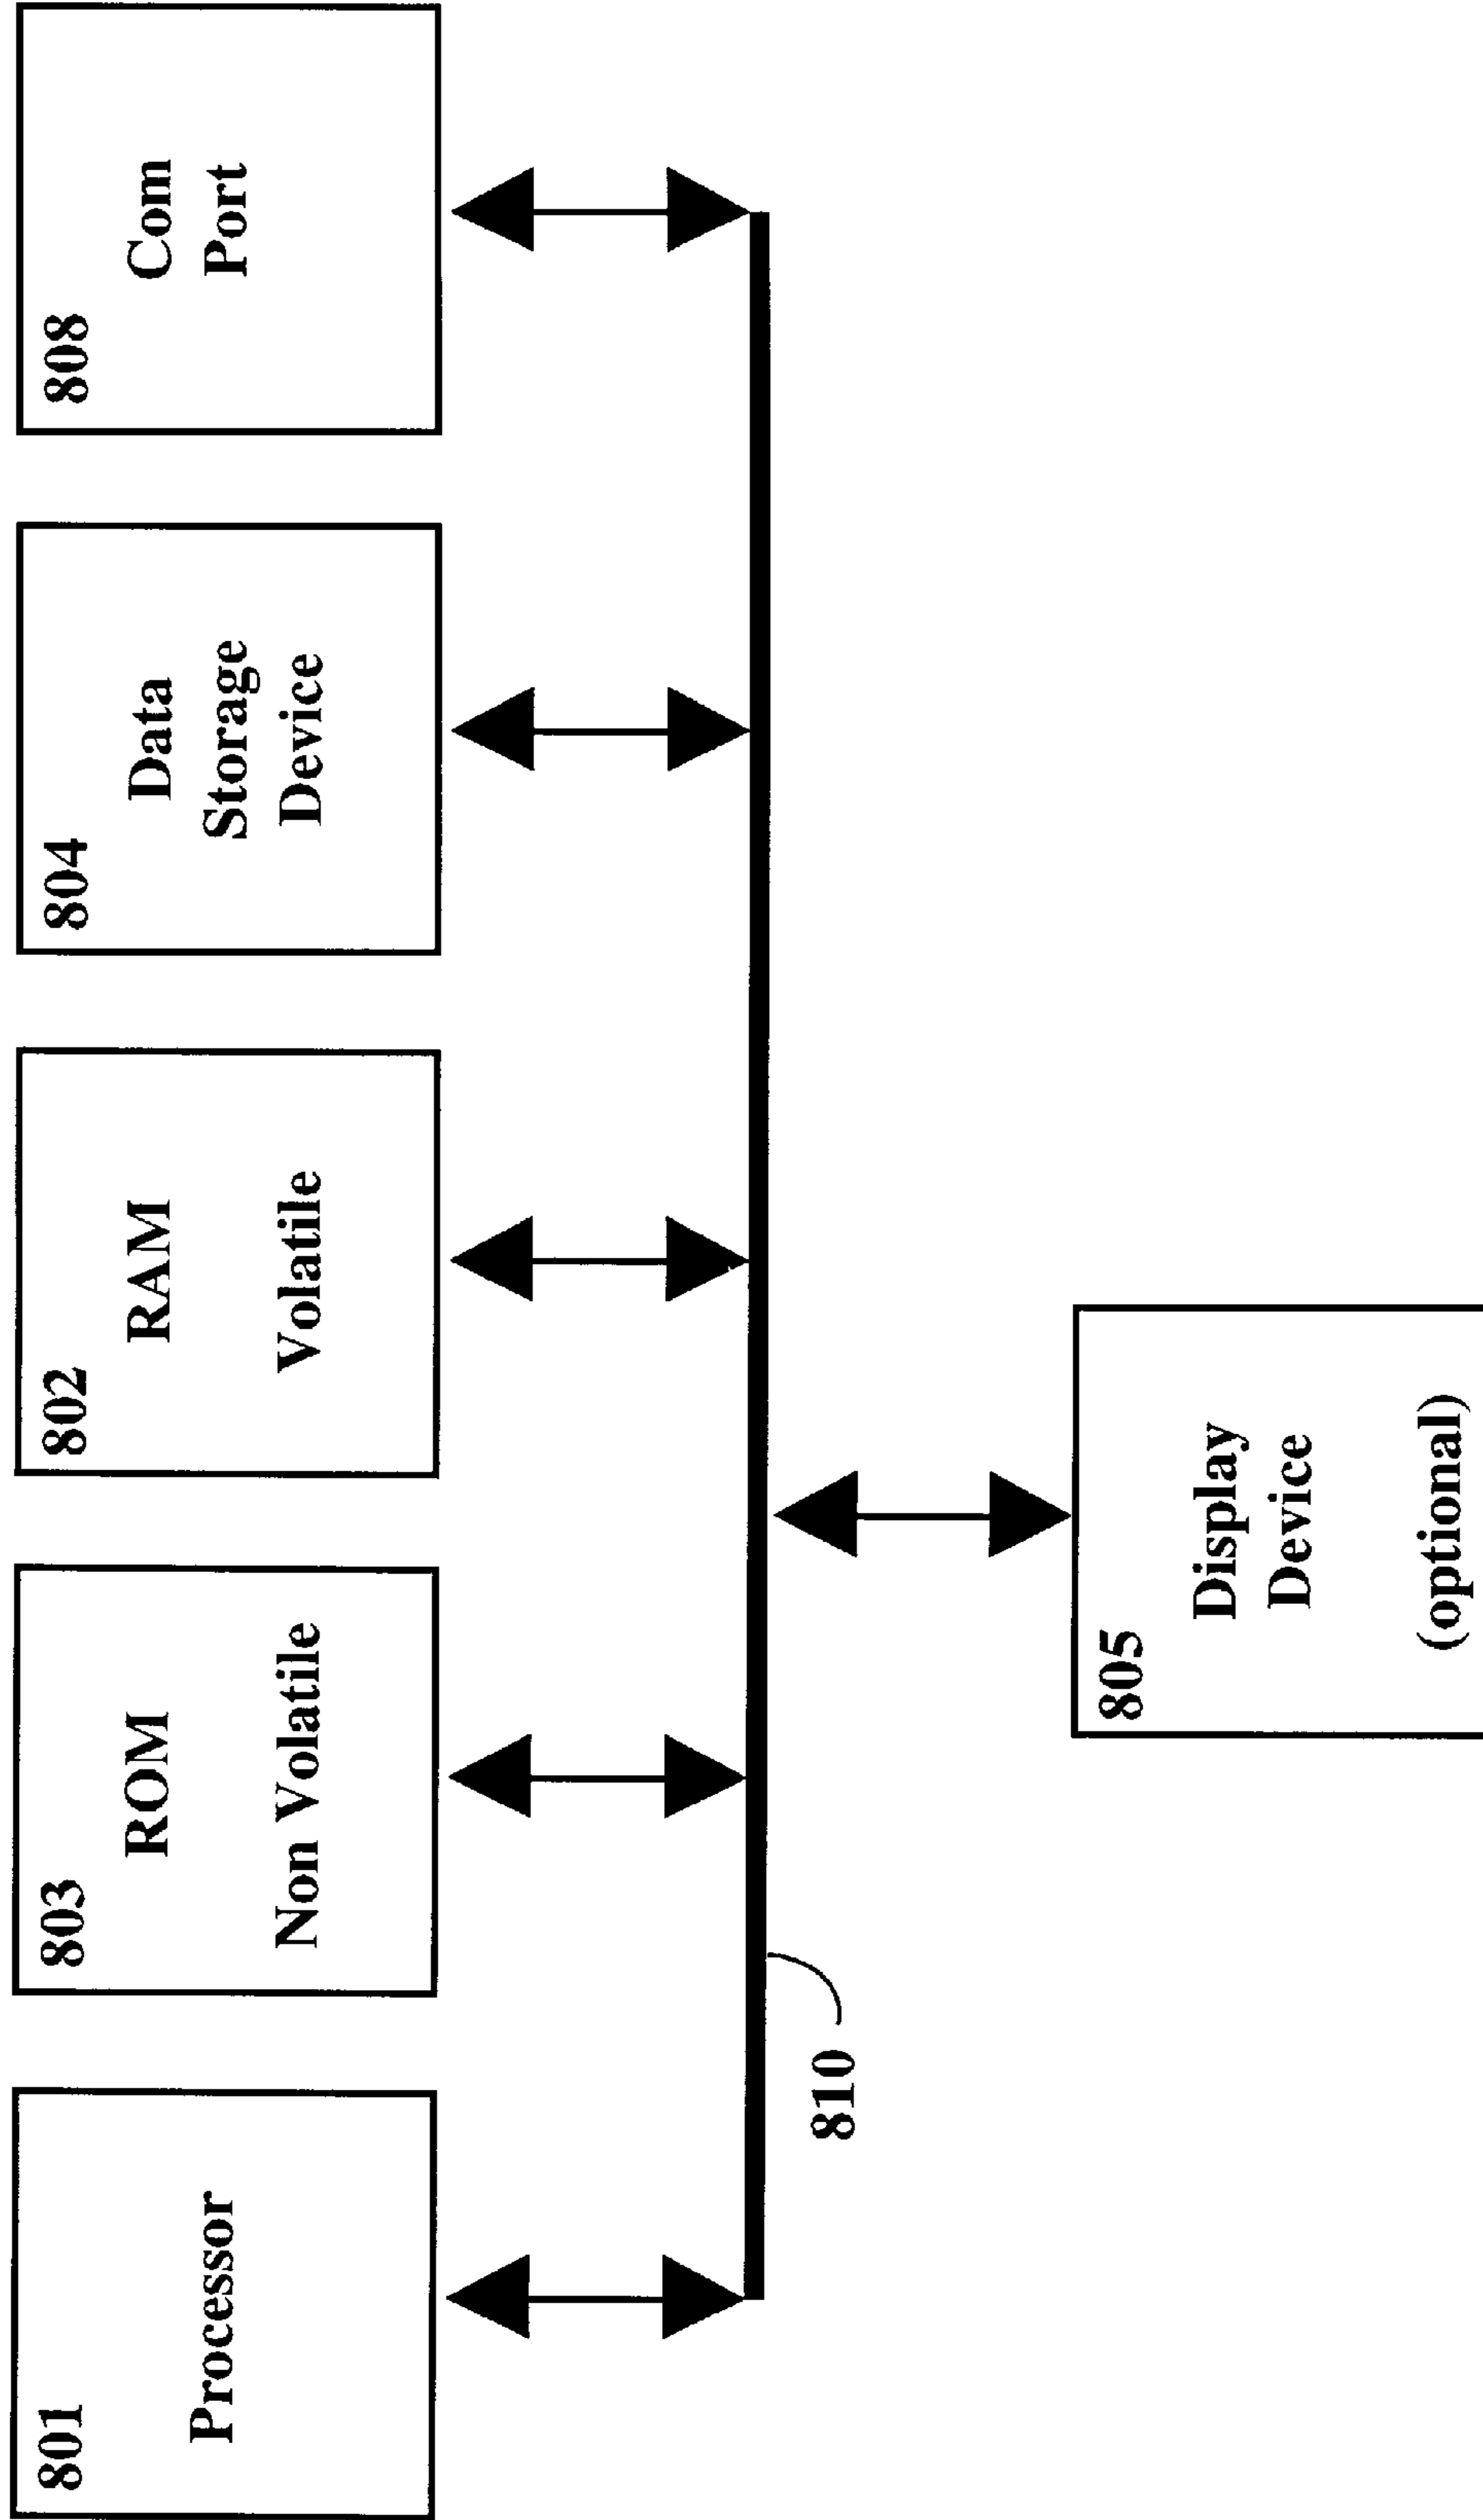 801
Processor
803
ROM
Non Volatile
802
RAM
Volatile
804
Data
Storage
Device
808
Com
Port
810
805
Display
Device
(optional)